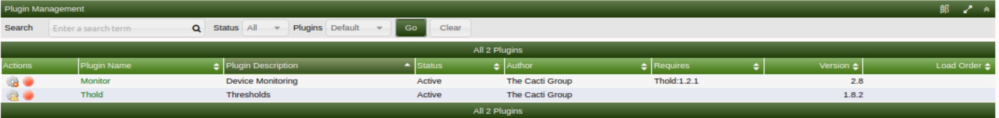 Plugin Management
Search Enter a search term Status All Plugins Default Go Clear
All 2 Plugins
Actions Plugin Name Plugin Description Status Author Requires Version Load Order
Monitor Device Monitoring Active The Cacti Group Thold:1.2.1 2.8
Thold Thresholds Active The Cacti Group 1.8.2
All 2 Plugins